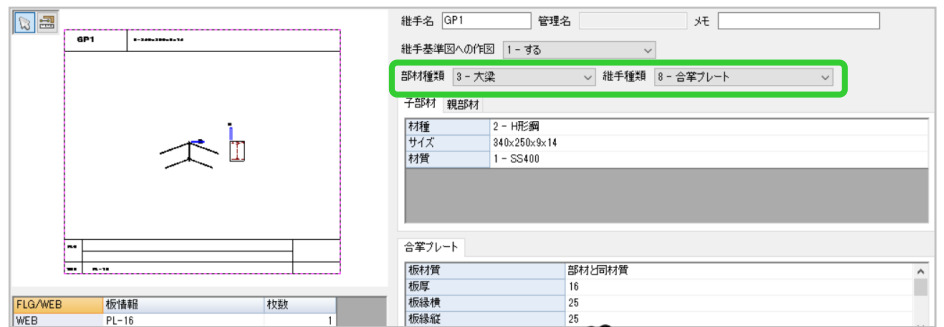 継手名 GP1 管理名 メモ
継手基準図への作図 1 - する
部材種類 3 - 大梁 継手種類 8 - 合掌プレート
子部材 親部材
材種 2 - H形鋼
サイズ 340x250x9x14
材質 1 - SS400
合掌プレート
板材質 部材と同材質
板厚 16
板縁横 25
板縁縦 25
GP1
FLG/WEB 板情報 枚数
WEB PL-16 1